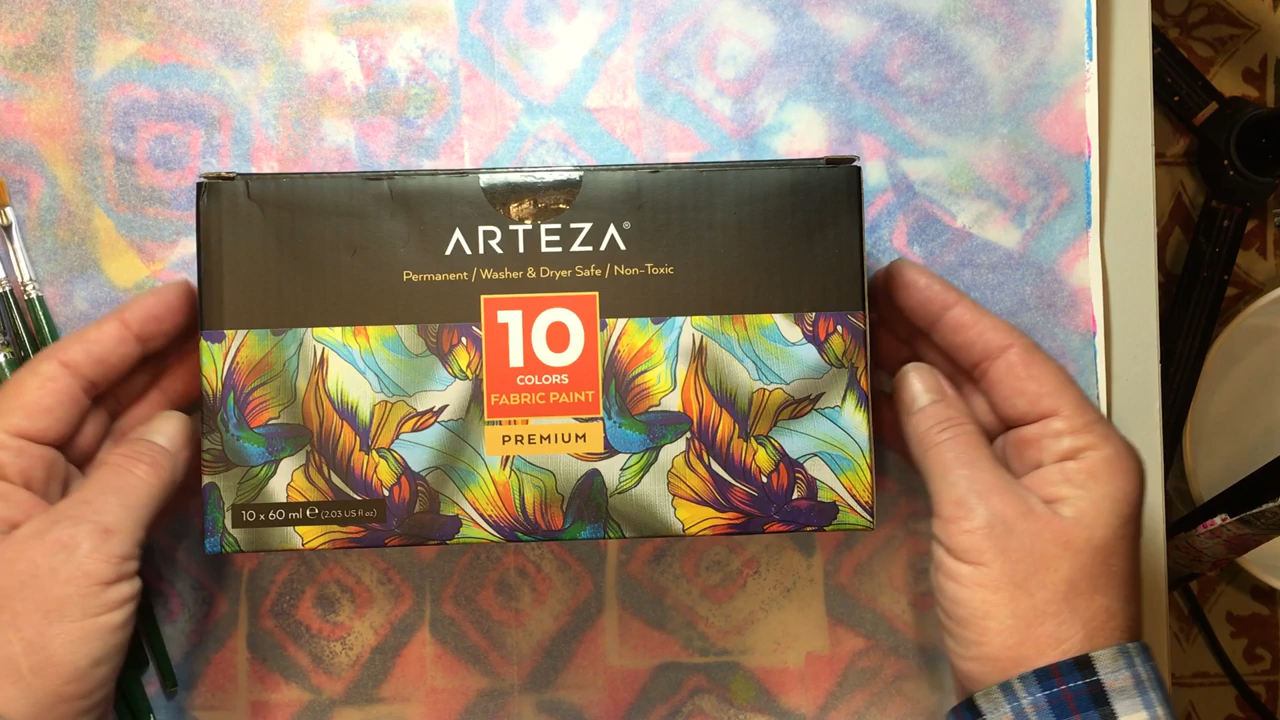 ARTEZA®
Permanent / Washer & Dryer Safe / Non-Toxic
10
COLORS
FABRIC PAINT
PREMIUM
10 x 60 ml ℮ (2.03 US fl oz)